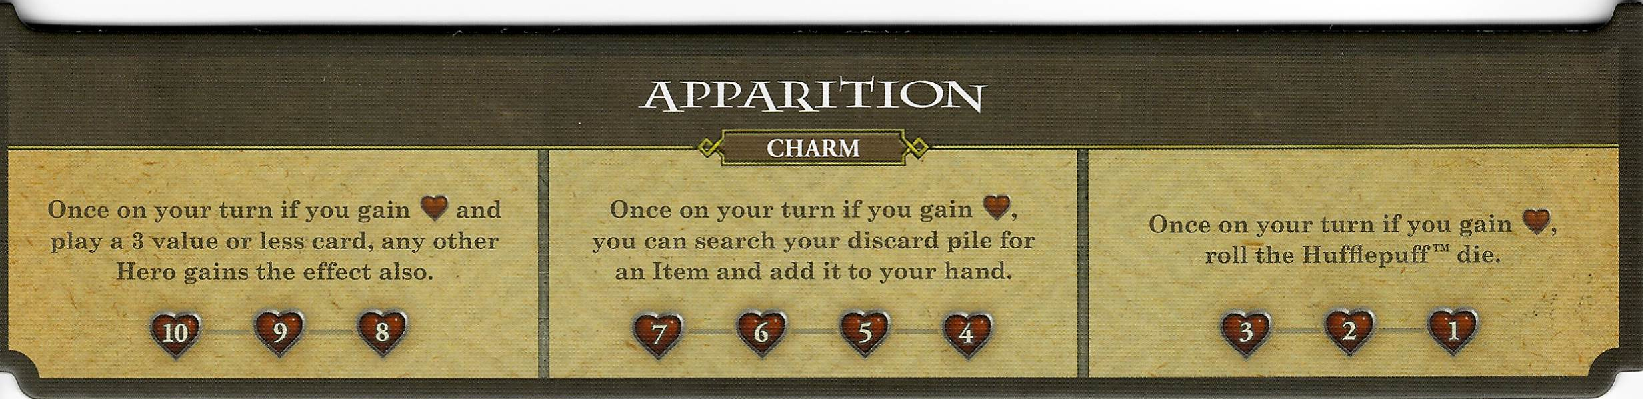 APPARITION
CHARM
Once on your turn if you gain and
play a 3 value or less card, any other
Hero gains the effect also.
10 9 8
Once on your turn if you gain ,
you can search your discard pile for
an Item and add it to your hand.
7 6 5 4
Once on your turn if you gain ,
roll the Hufflepuff™ die.
3 2 1